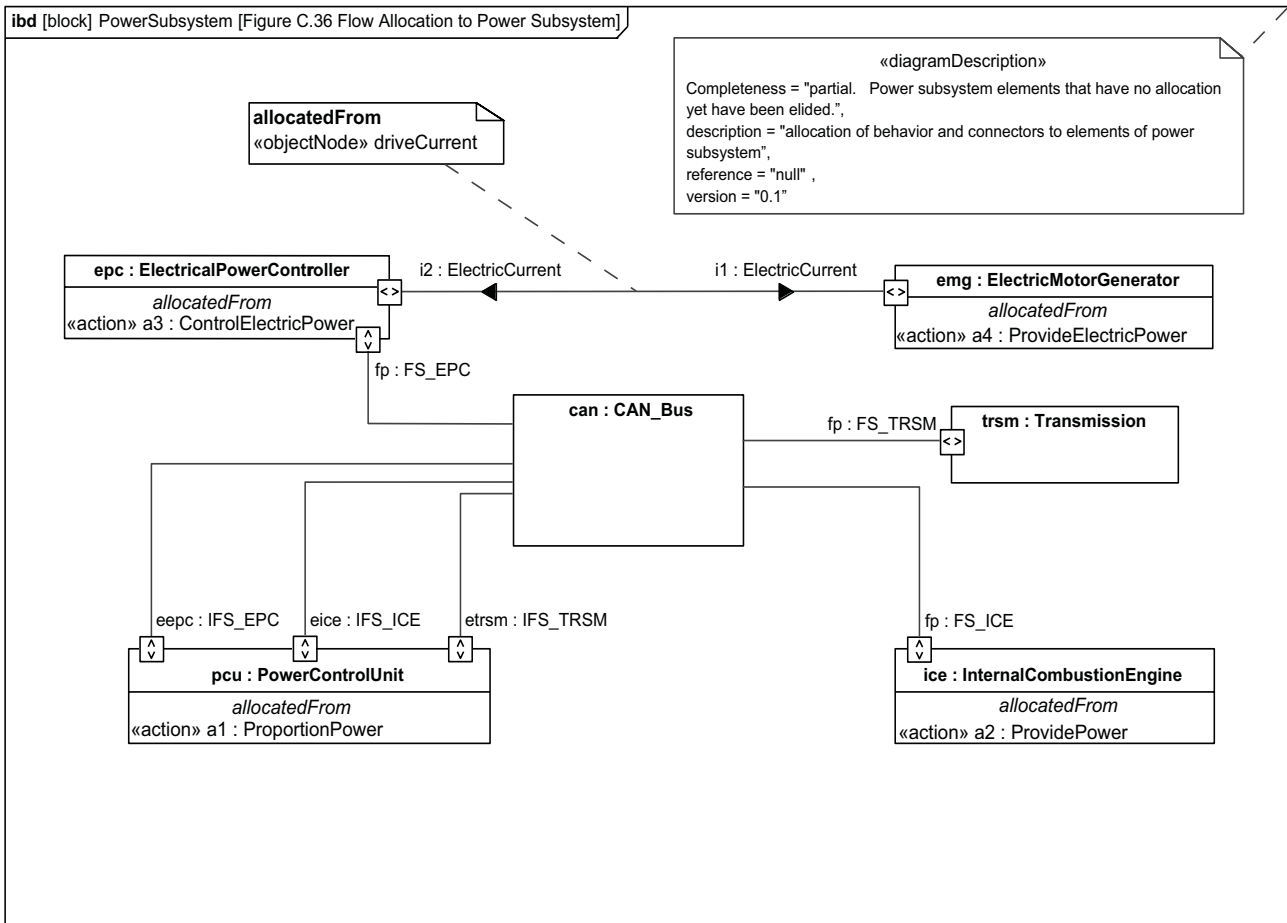 ibd [block] PowerSubsystem [Figure C.36 Flow Allocation to Power Subsystem]
«diagramDescription»
Completeness = "partial. Power subsystem elements that have no allocation
yet have been elided.”,
description = "allocation of behavior and connectors to elements of power
subsystem”,
reference = "null" ,
version = "0.1”
allocatedFrom
«objectNode» driveCurrent
epc : ElectricalPowerController
allocatedFrom
«action» a3 : ControlElectricPower
i2 : ElectricCurrent
i1 : ElectricCurrent
emg : ElectricMotorGenerator
allocatedFrom
«action» a4 : ProvideElectricPower
fp : FS_EPC
can : CAN_Bus
fp : FS_TRSM
trsm : Transmission
eepc : IFS_EPC
eice : IFS_ICE
etrsm : IFS_TRSM
fp : FS_ICE
pcu : PowerControlUnit
allocatedFrom
«action» a1 : ProportionPower
ice : InternalCombustionEngine
allocatedFrom
«action» a2 : ProvidePower